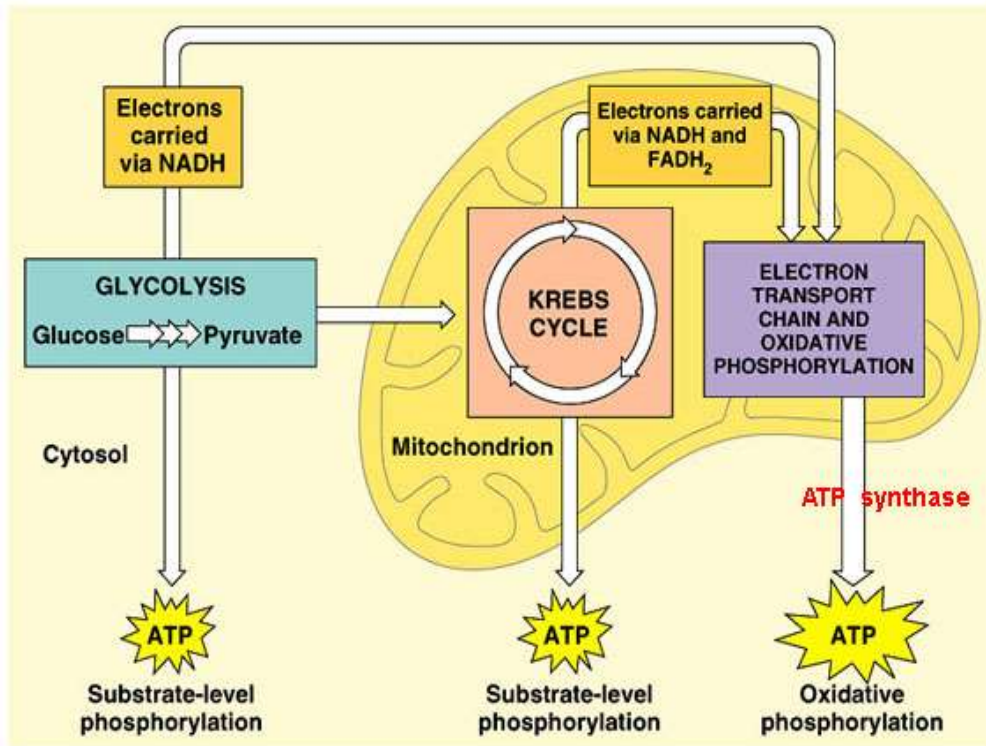 Electrons
carried
via NADH
Electrons carried
via NADH and
FADH₂
GLYCOLYSIS
Glucose Pyruvate
KREBS
CYCLE
ELECTRON
TRANSPORT
CHAIN AND
OXIDATIVE
PHOSPHORYLATION
Cytosol
Mitochondrion
ATP synthase
ATP
ATP
ATP
Substrate-level
phosphorylation
Substrate-level
phosphorylation
Oxidative
phosphorylation